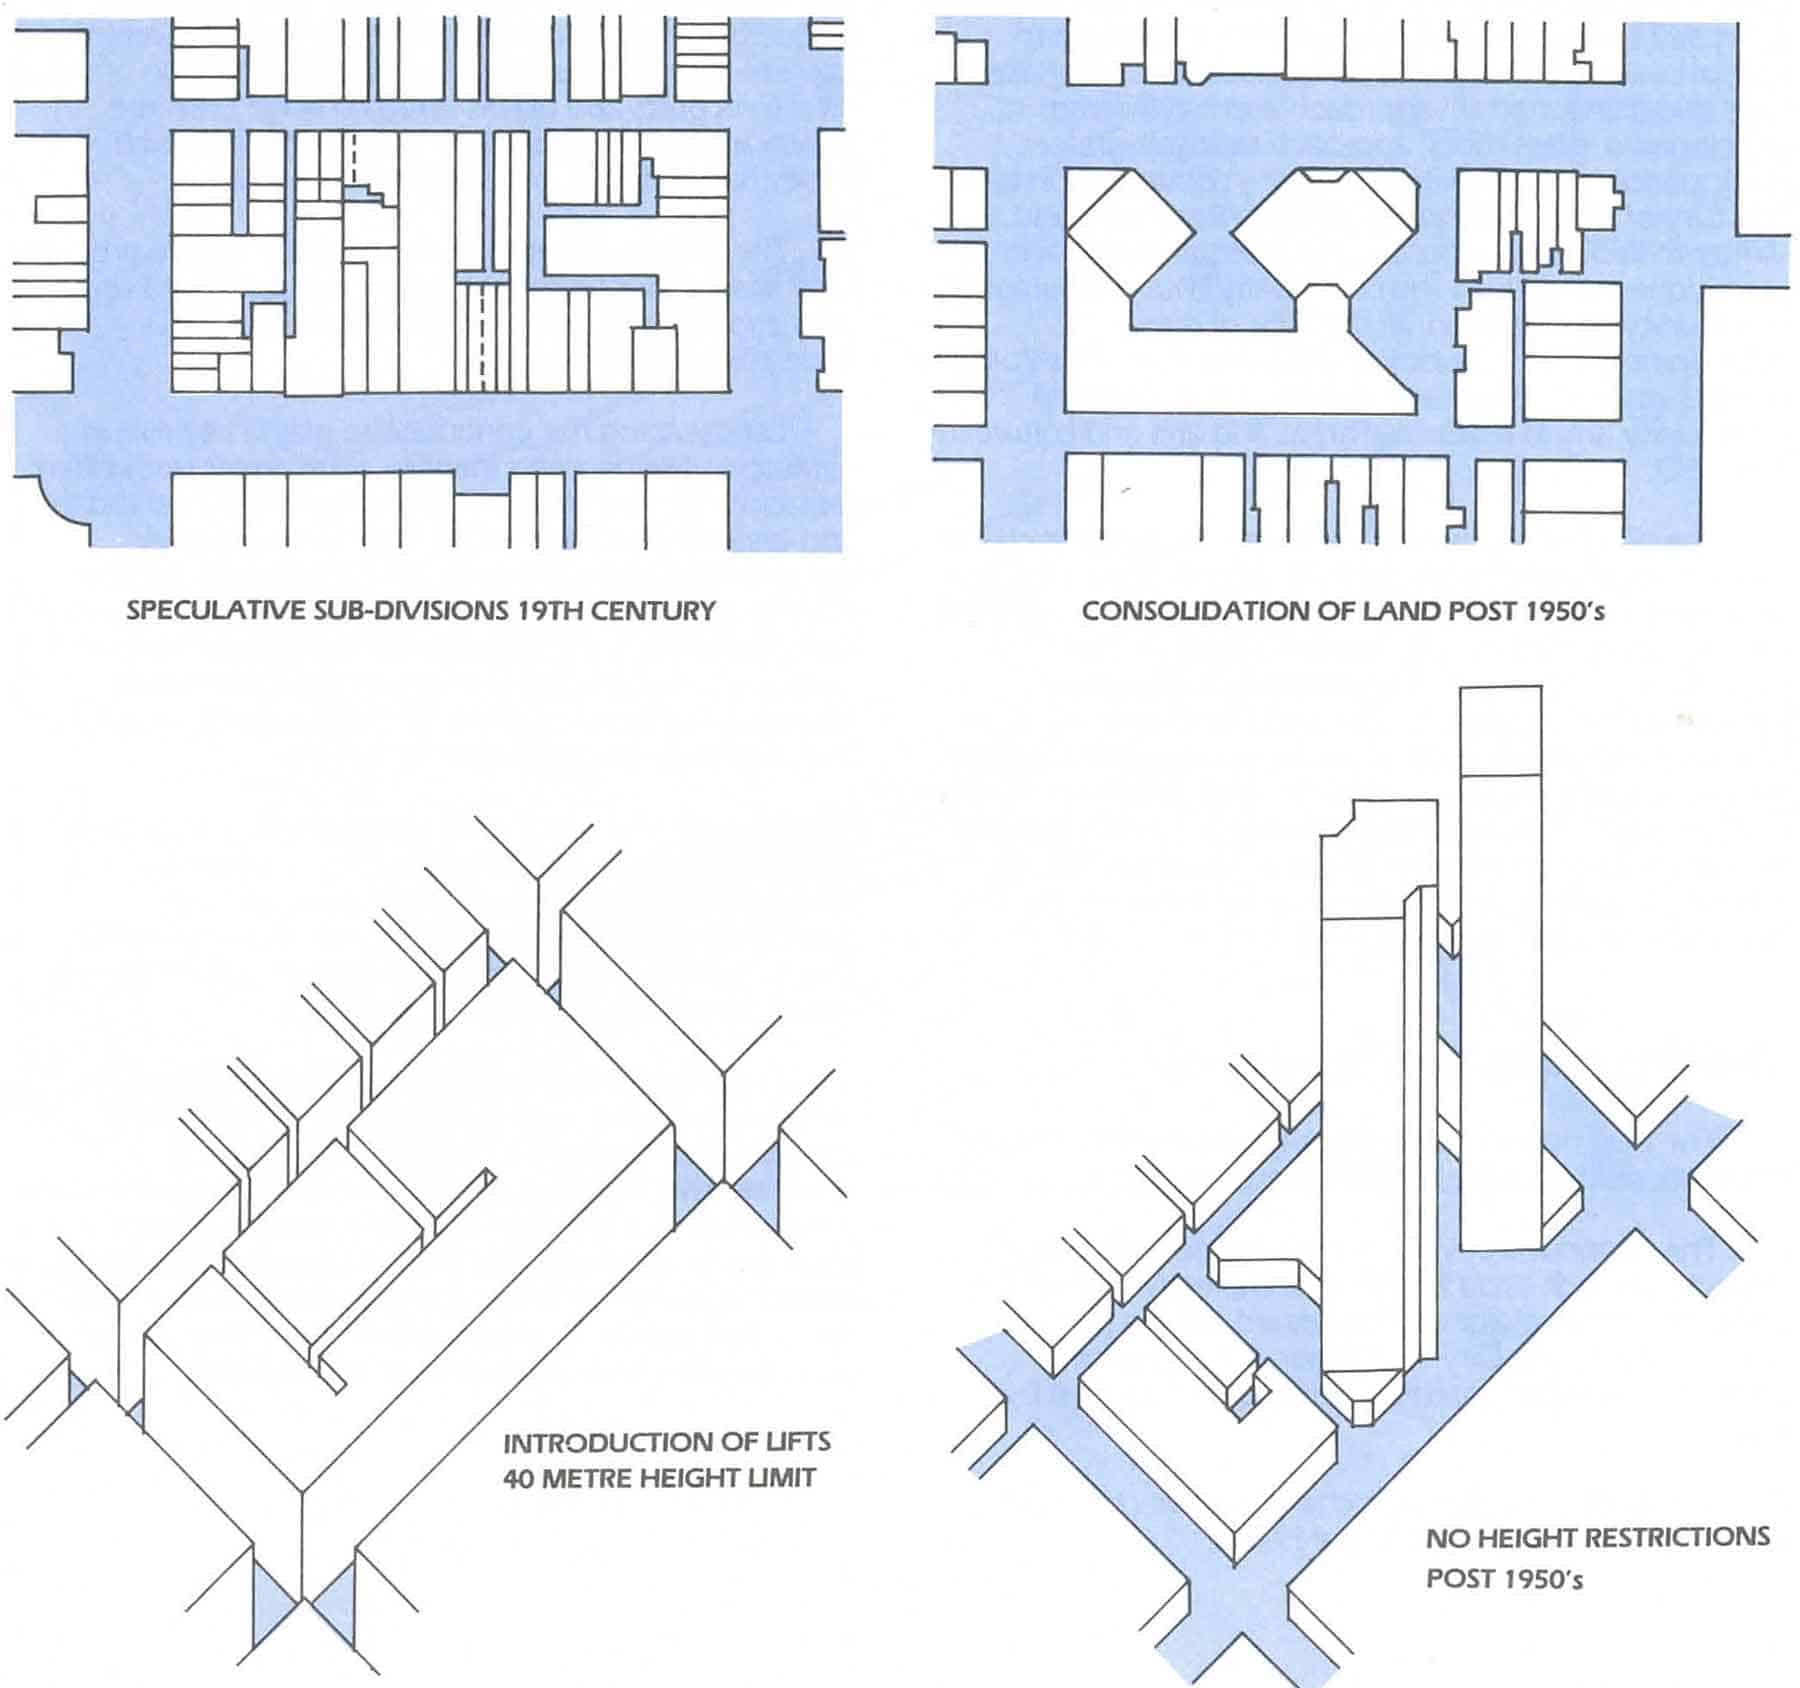 SPECULATIVE SUB-DIVISIONS 19TH CENTURY
CONSOLIDATION OF LAND POST 1950's
INTRODUCTION OF LIFTS
40 METRE HEIGHT LIMIT
NO HEIGHT RESTRICTIONS
POST 1950's